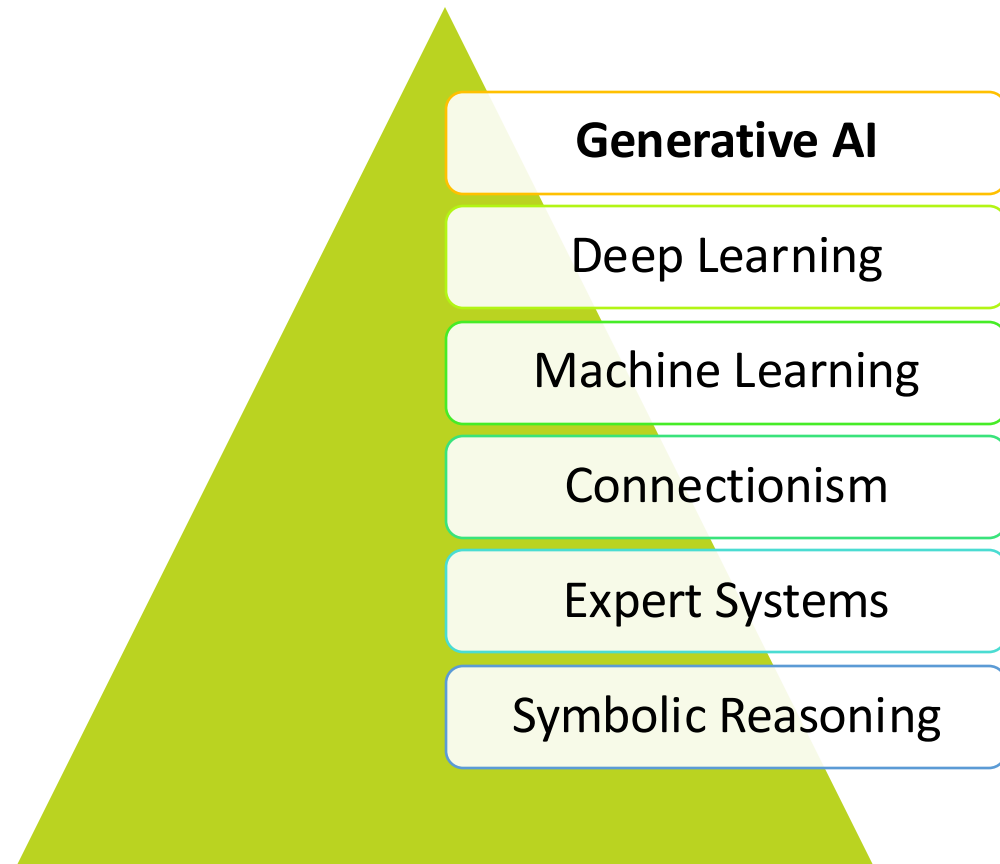 Generative AI
Deep Learning
Machine Learning
Connectionism
Expert Systems
Symbolic Reasoning